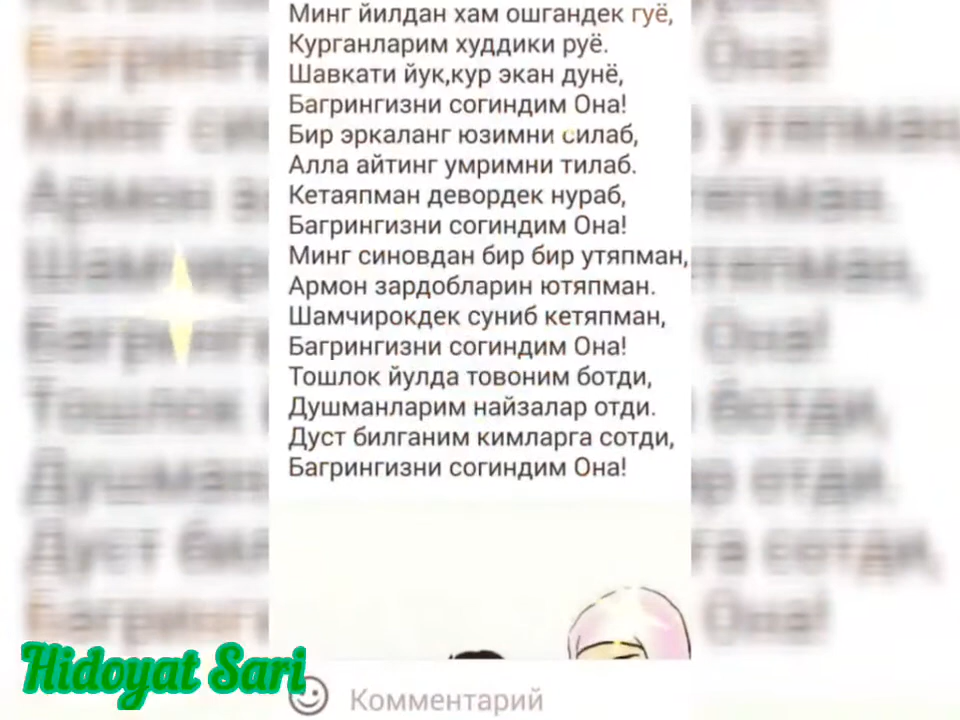 Минг йилдан хам ошгандек гуё,
Курганларим худдики руё.
Шавкати йук,кур экан дунё,
Багрингизни согиндим Она!
Бир эркаланг юзимни силаб,
Алла айтинг умримни тилаб.
Кетаяпман девордек нураб,
Багрингизни согиндим Она!
Минг синовдан бир бир утяпман,
Армон зардобларин ютяпман.
Шамчирокдек суниб кетяпман,
Багрингизни согиндим Она!
Тошлок йулда товоним ботди,
Душманларим найзалар отди.
Дуст билганим кимларга сотди,
Багрингизни согиндим Она!
Hidoyat Sari
Комментарий